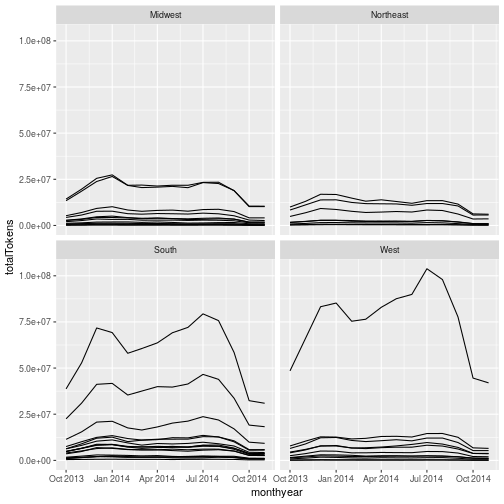 Midwest
Northeast
1.0e+08
7.5e+07
5.0e+07
2.5e+07
0.0e+00
South
West
1.0e+08
7.5e+07
5.0e+07
2.5e+07
0.0e+00
totalTokens
Oct 2013 Jan 2014 Apr 2014 Jul 2014 Oct 2014
Oct 2013 Jan 2014 Apr 2014 Jul 2014 Oct 2014
monthyear